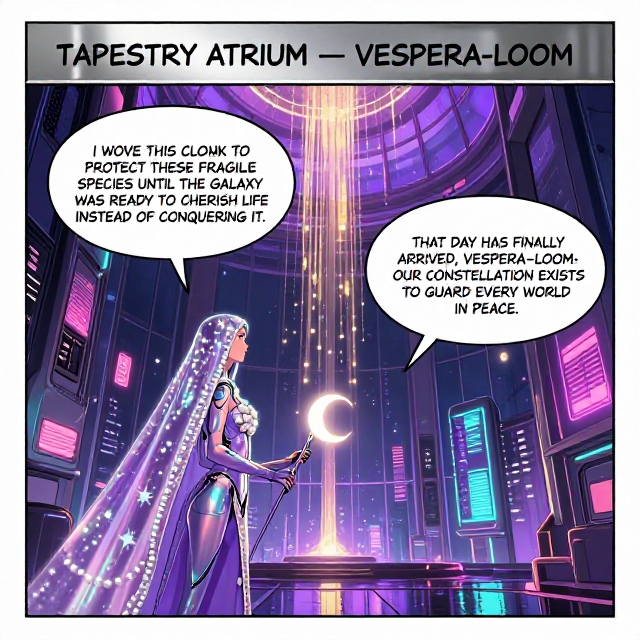 TAPESTRY ATRIUM — VESPERA-LOOM
I WOVE THIS CLONK TO
PROTECT THESE FRAGILE
SPECIES UNTIL THE GALAXY
WAS READY TO CHERISH LIFE
INSTEAD OF CONQUERING IT.
THAT DAY HAS FINALLY
ARRIVED, VESPERA-LOOM:
OUR CONSTELLATION EXISTS
TO GUARD EVERY WORLD
IN PEACE.